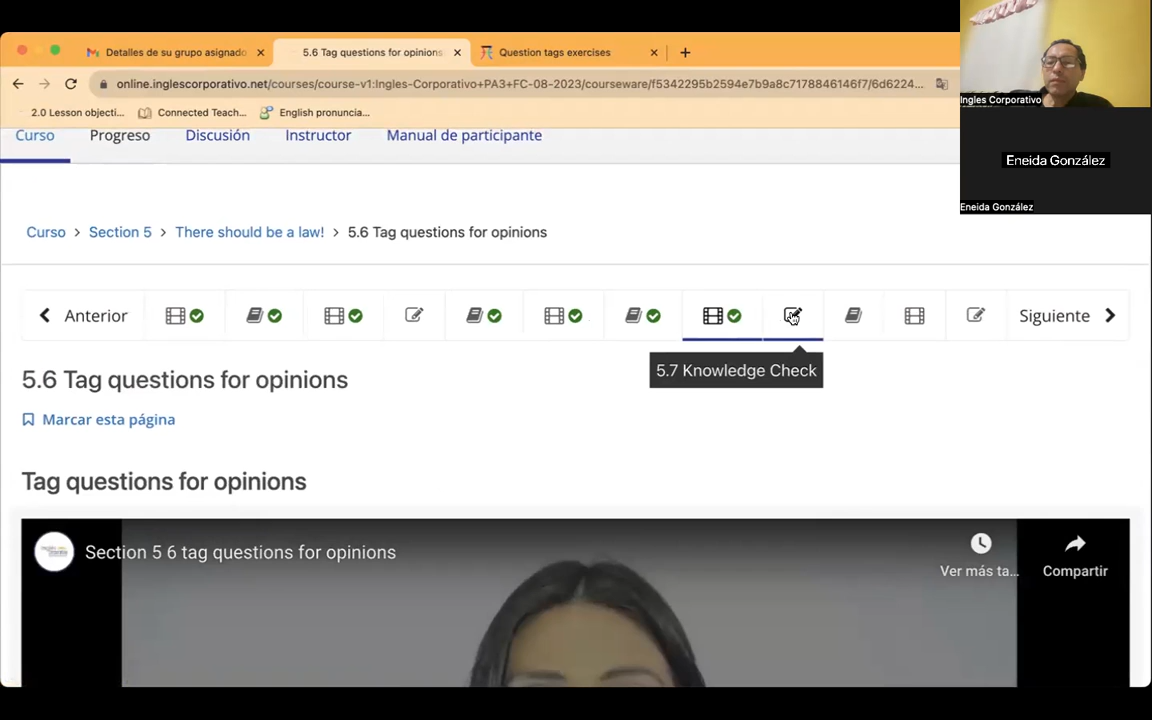 Detalles de su grupo asignado
5.6 Tag questions for opinions
Question tags exercises
online.inglescorporativo.net/courses/course-v1:Ingles-Corporativo+PA3+FC-08-2023/courseware/f5342295b2594e7b9a8c7178846146f7/6d6224...
2.0 Lesson objecti...
Connected Teach...
English pronuncia...
Ingles Corporativo
Eneida González
Eneida González
Curso
Progreso
Discusión
Instructor
Manual de participante
Curso > Section 5 > There should be a law! > 5.6 Tag questions for opinions
Anterior
Siguiente
5.7 Knowledge Check
5.6 Tag questions for opinions
Marcar esta página
Tag questions for opinions
Section 5 6 tag questions for opinions
Ver más ta...
Compartir